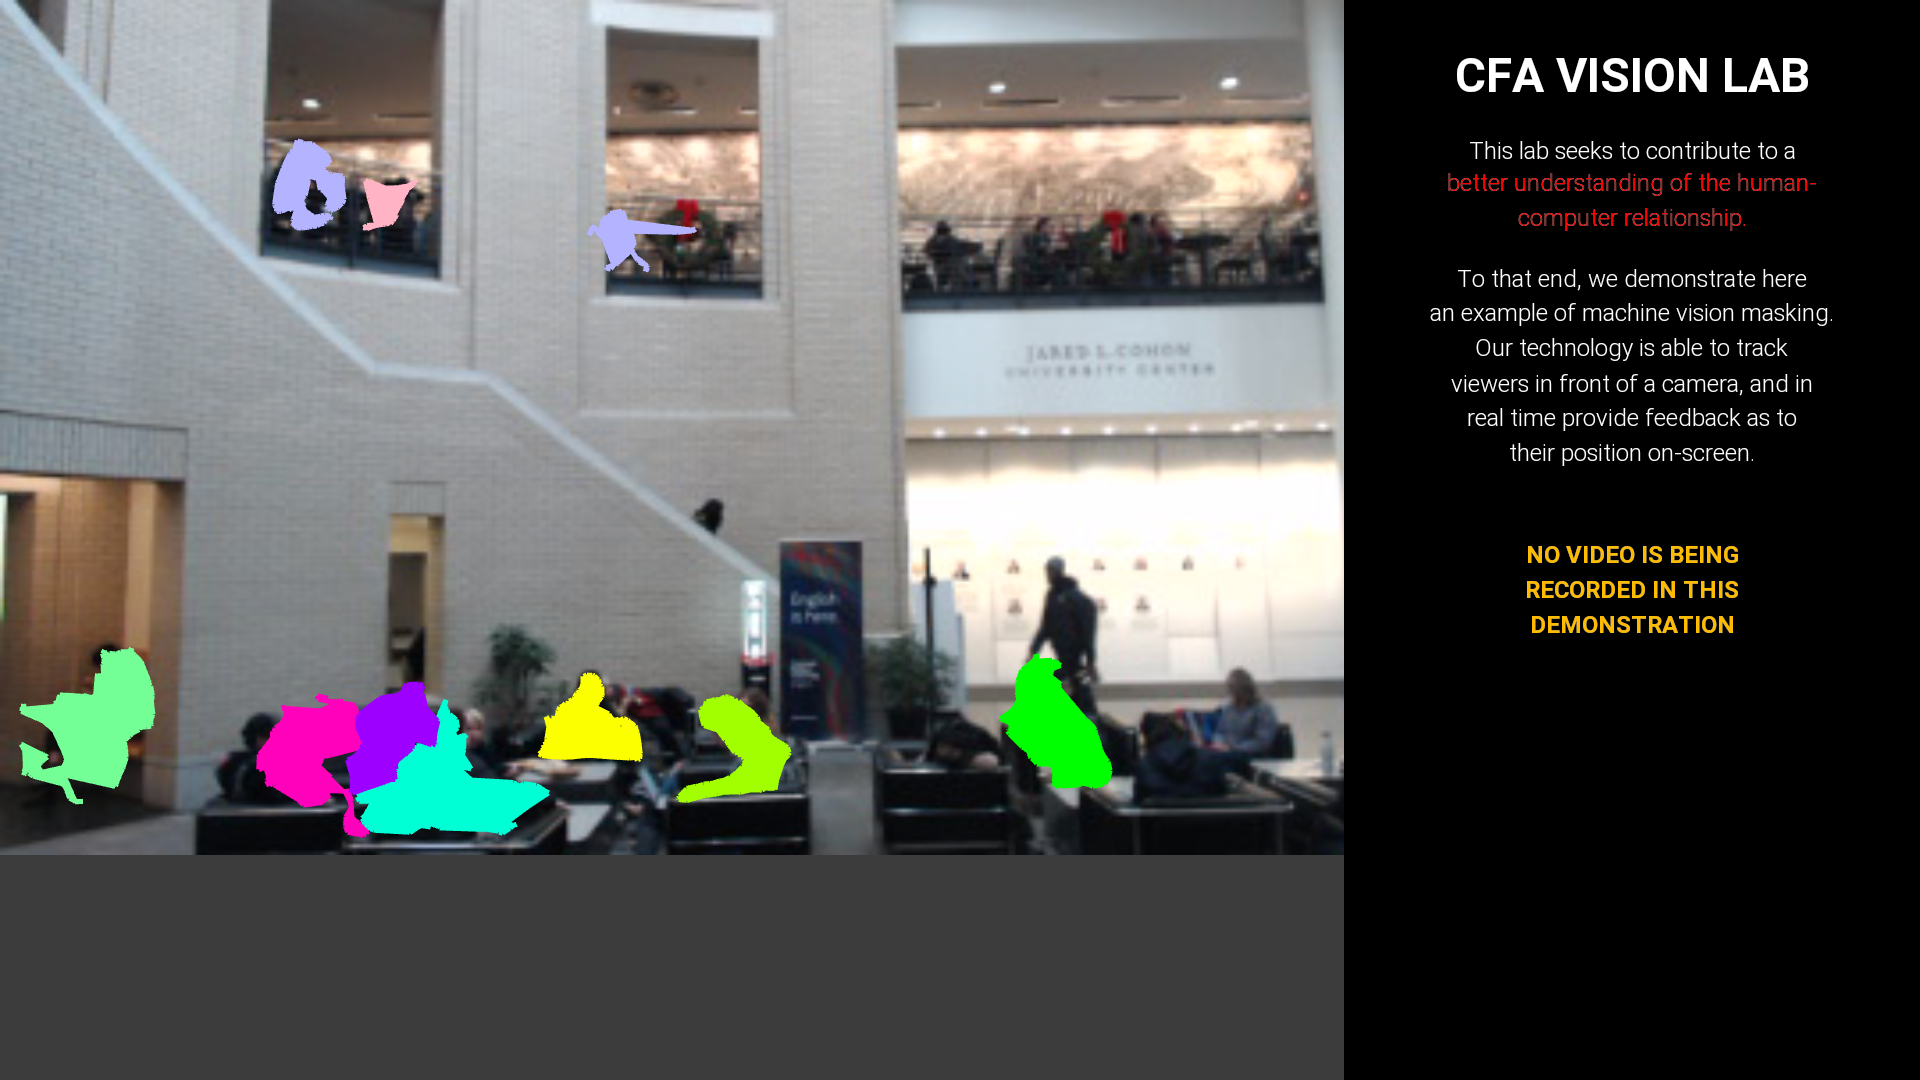 CFA VISION LAB
This lab seeks to contribute to a
better understanding of the human-
computer relationship.
To that end, we demonstrate here
an example of machine vision masking.
Our technology is able to track
viewers in front of a camera, and in
real time provide feedback as to
their position on-screen.
NO VIDEO IS BEING
RECORDED IN THIS
DEMONSTRATION
JARED L. COHON
UNIVERSITY CENTER
English
is here.